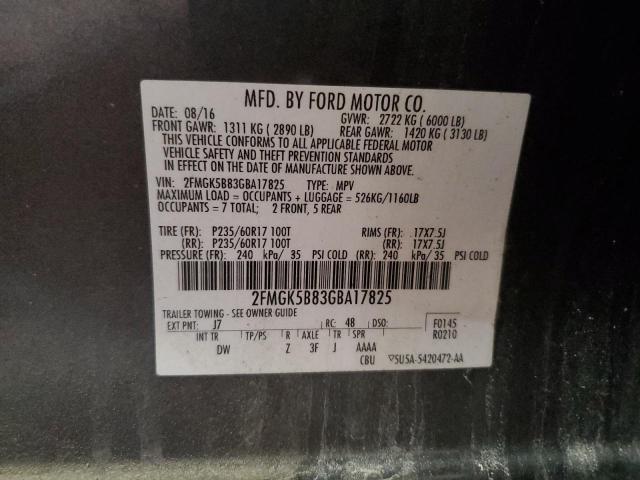 MFD. BY FORD MOTOR CO.
DATE: 08/16 GVWR: 2722 KG ( 6000 LB)
FRONT GAWR: 1311 KG ( 2890 LB) REAR GAWR: 1420 KG ( 3130 LB)
THIS VEHICLE CONFORMS TO ALL APPLICABLE FEDERAL MOTOR
VEHICLE SAFETY AND THEFT PREVENTION STANDARDS
IN EFFECT ON THE DATE OF MANUFACTURE SHOWN ABOVE.
VIN: 2FMGK5B83GBA17825 TYPE: MPV
MAXIMUM LOAD = OCCUPANTS + LUGGAGE = 526KG/1160LB
OCCUPANTS = 7 TOTAL; 2 FRONT, 5 REAR
TIRE (FR): P235/60R17 100T RIMS (FR): .17X7.5J
(RR): P235/60R17 100T (RR): 17X7.5J
PRESSURE (FR): 240 kPa/ 35 PSI COLD (RR): 240 kPa/ 35 PSI COLD
2FMGK5B83GBA17825
TRAILER TOWING - SEE OWNER GUIDE
EXT PNT: J7 RC: 48 DSO: F0145
INT TR TP/PS R AXLE TR SPR R0210
DW Z 3F J AAAA
CBU ▽5U5A-5420472-AA